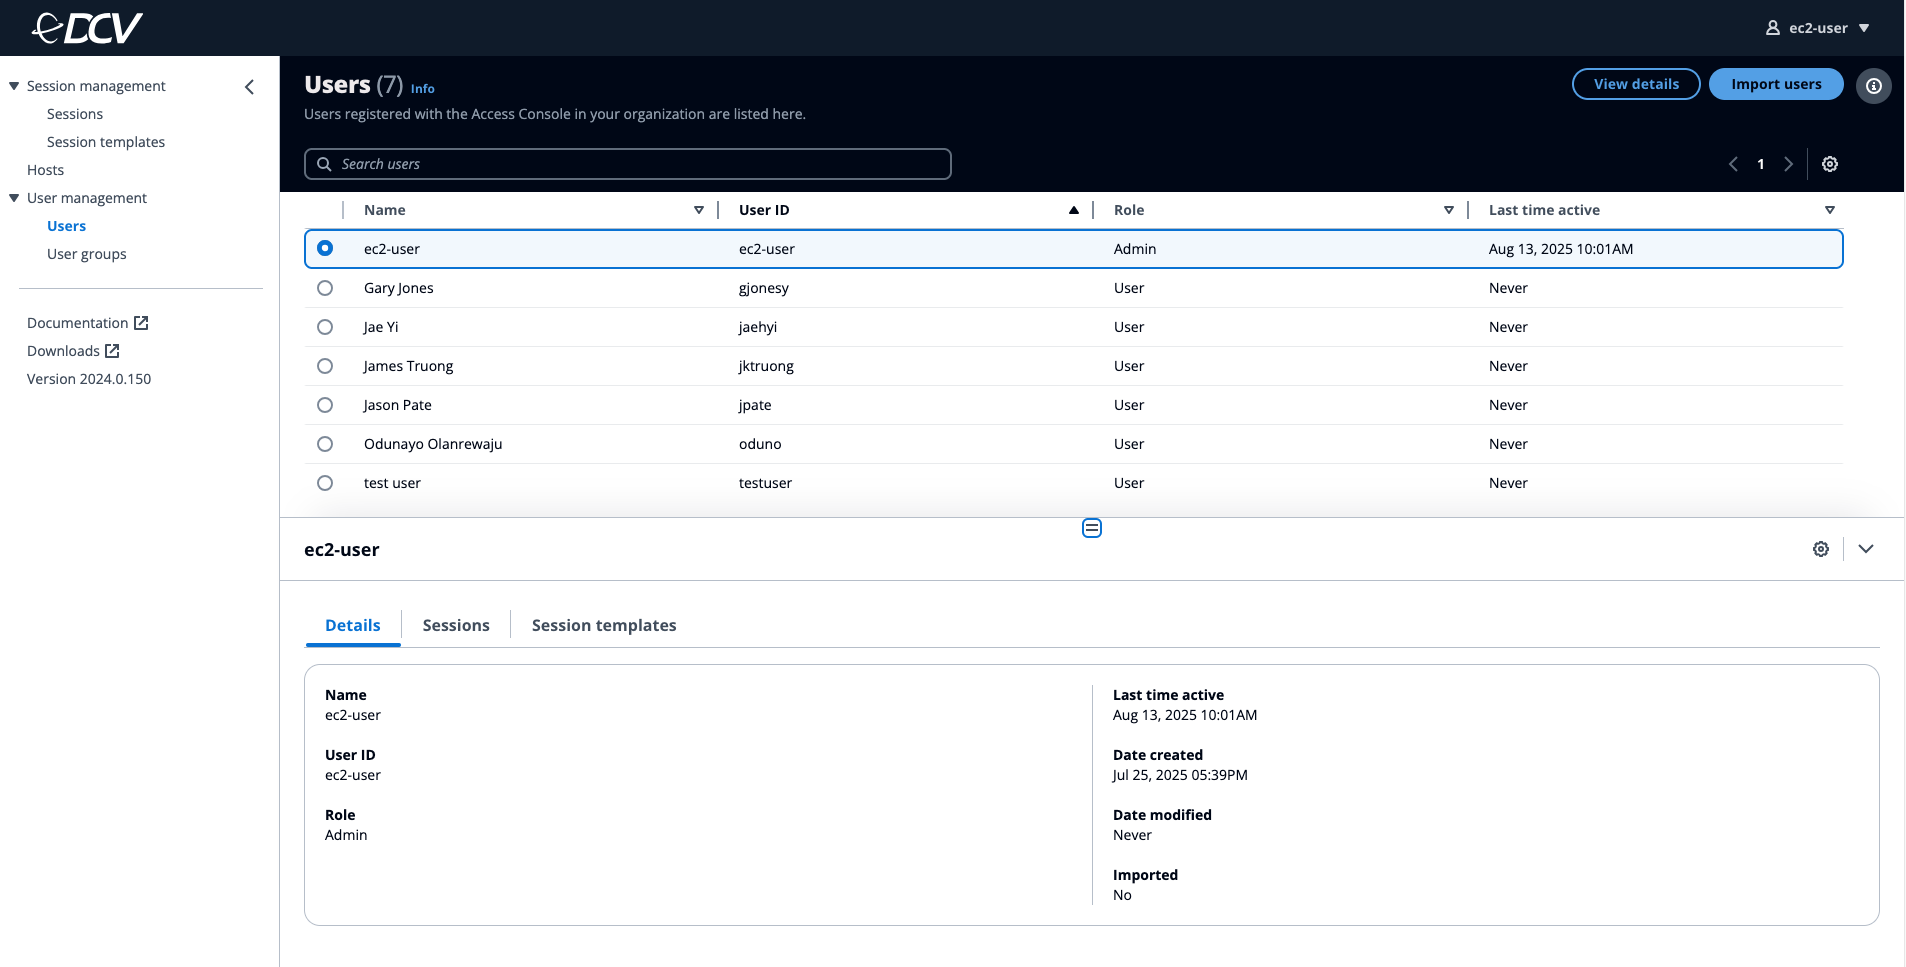 DCV
ec2-user
Session management
Sessions
Session templates
Hosts
User management
Users
User groups
Documentation
Downloads
Version 2024.0.150
Users (7) Info
View details
Import users
Users registered with the Access Console in your organization are listed here.
Search users
1
Name User ID Role Last time active
ec2-user ec2-user Admin Aug 13, 2025 10:01AM
Gary Jones gjonesy User Never
Jae Yi jaehyi User Never
James Truong jktruong User Never
Jason Pate jpate User Never
Odunayo Olanrewaju oduno User Never
test user testuser User Never
ec2-user
Details Sessions Session templates
Name
ec2-user
User ID
ec2-user
Role
Admin
Last time active
Aug 13, 2025 10:01AM
Date created
Jul 25, 2025 05:39PM
Date modified
Never
Imported
No